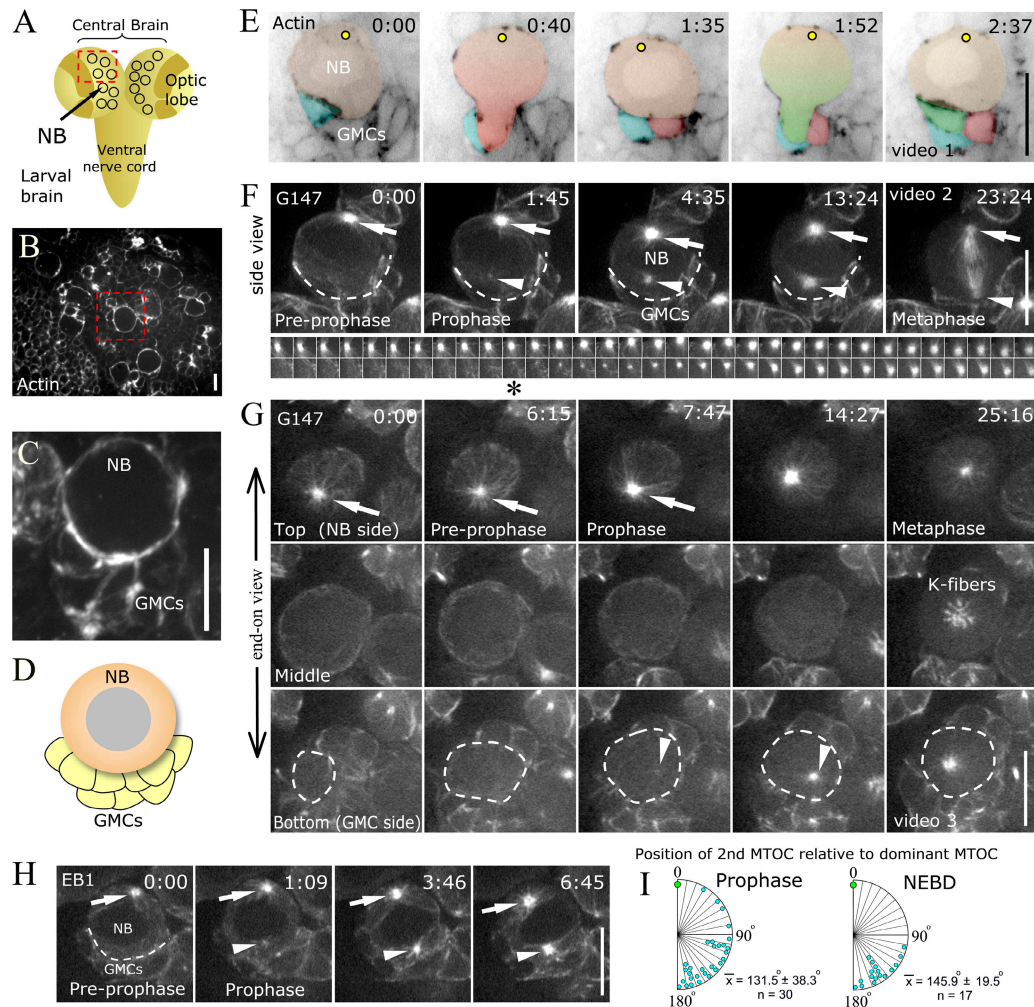 A
Central Brain
Optic
lobe
NB
Ventral
nerve cord
Larval
brain
B
Actin
C
NB
GMCs
D
NB
GMCs
E
Actin
0:00
0:40
1:35
1:52
2:37
NB
GMCs
video 1
F
side view
G147
0:00
1:45
4:35
13:24
video 2
23:24
NB
GMCs
Pre-prophase
Prophase
Metaphase
*
G
end-on view
G147
0:00
6:15
7:47
14:27
25:16
Top (NB side)
Pre-prophase
Prophase
Metaphase
K-fibers
Middle
Bottom (GMC side)
video 3
H
EB1
0:00
1:09
3:46
6:45
NB
GMCs
Pre-prophase
Prophase
Position of 2nd MTOC relative to dominant MTOC
I
Prophase
NEBD
0
90°
180°
x̅ = 131.5° ± 38.3°
n = 30
0
90°
180°
x̅ = 145.9° ± 19.5°
n = 17